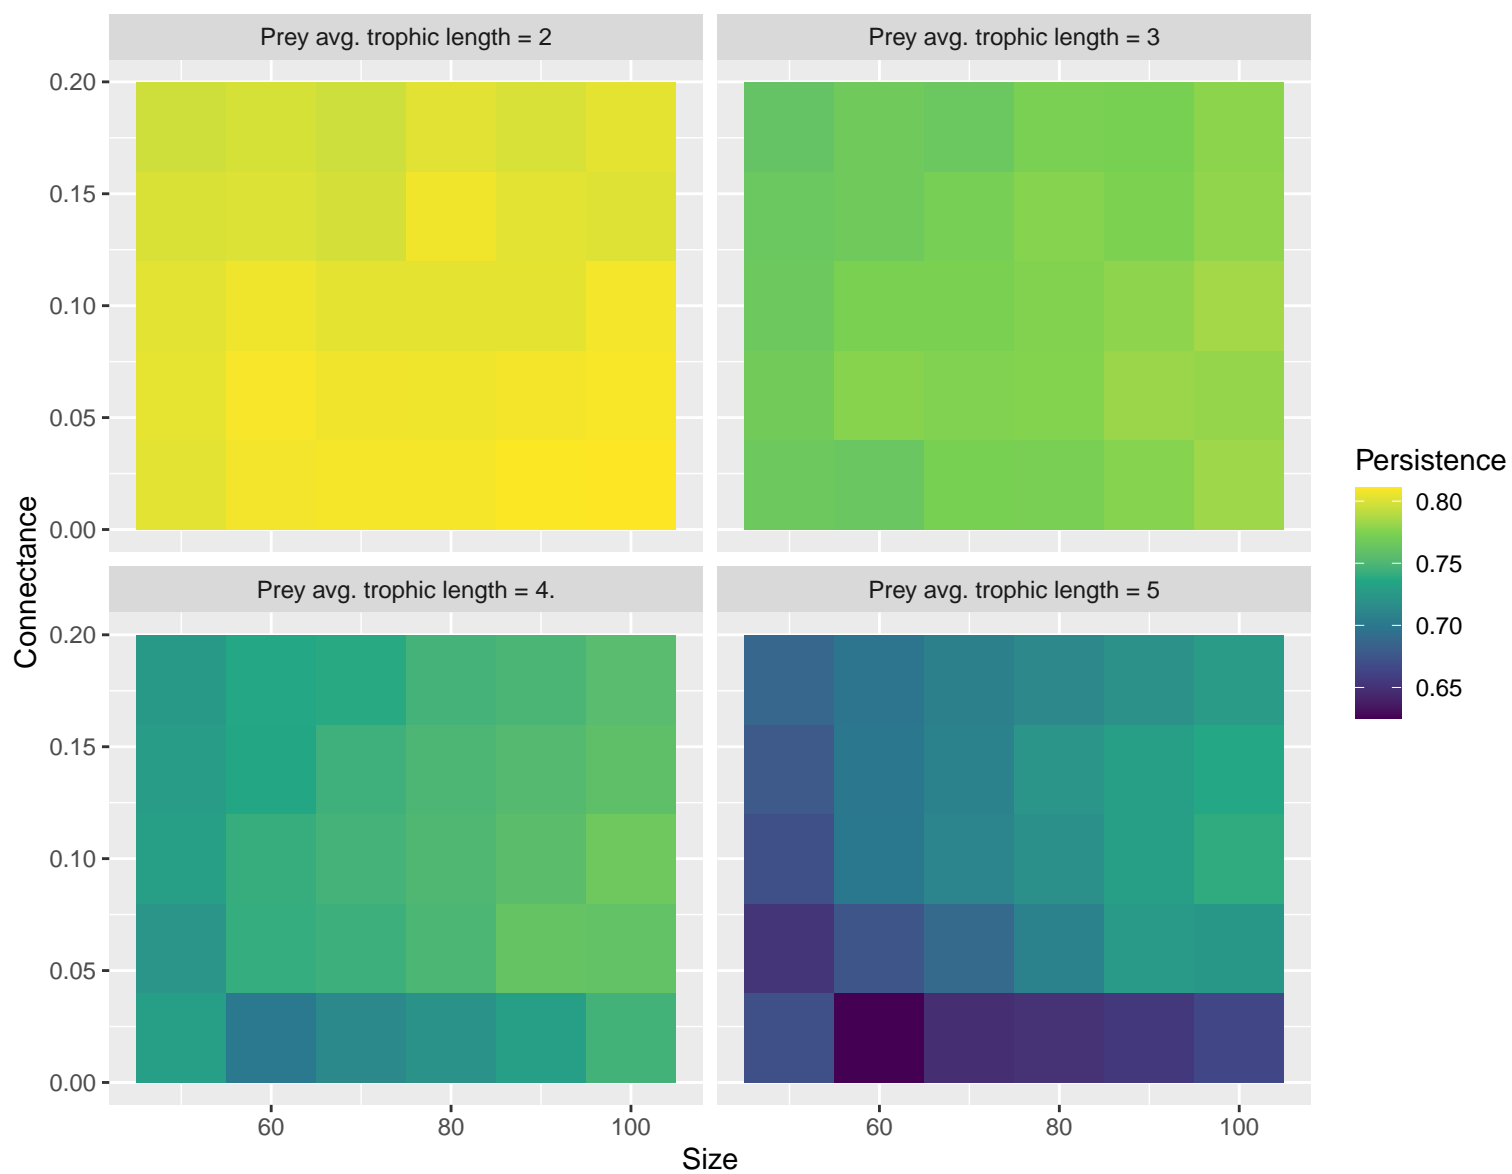 Prey avg. trophic length = 2
Prey avg. trophic length = 3
0.20
0.15
0.10
0.05
0.00
Connectance
Prey avg. trophic length = 4.
Prey avg. trophic length = 5
0.20
0.15
0.10
0.05
0.00
60
80
100
60
80
100
Size
Persistence
0.80
0.75
0.70
0.65